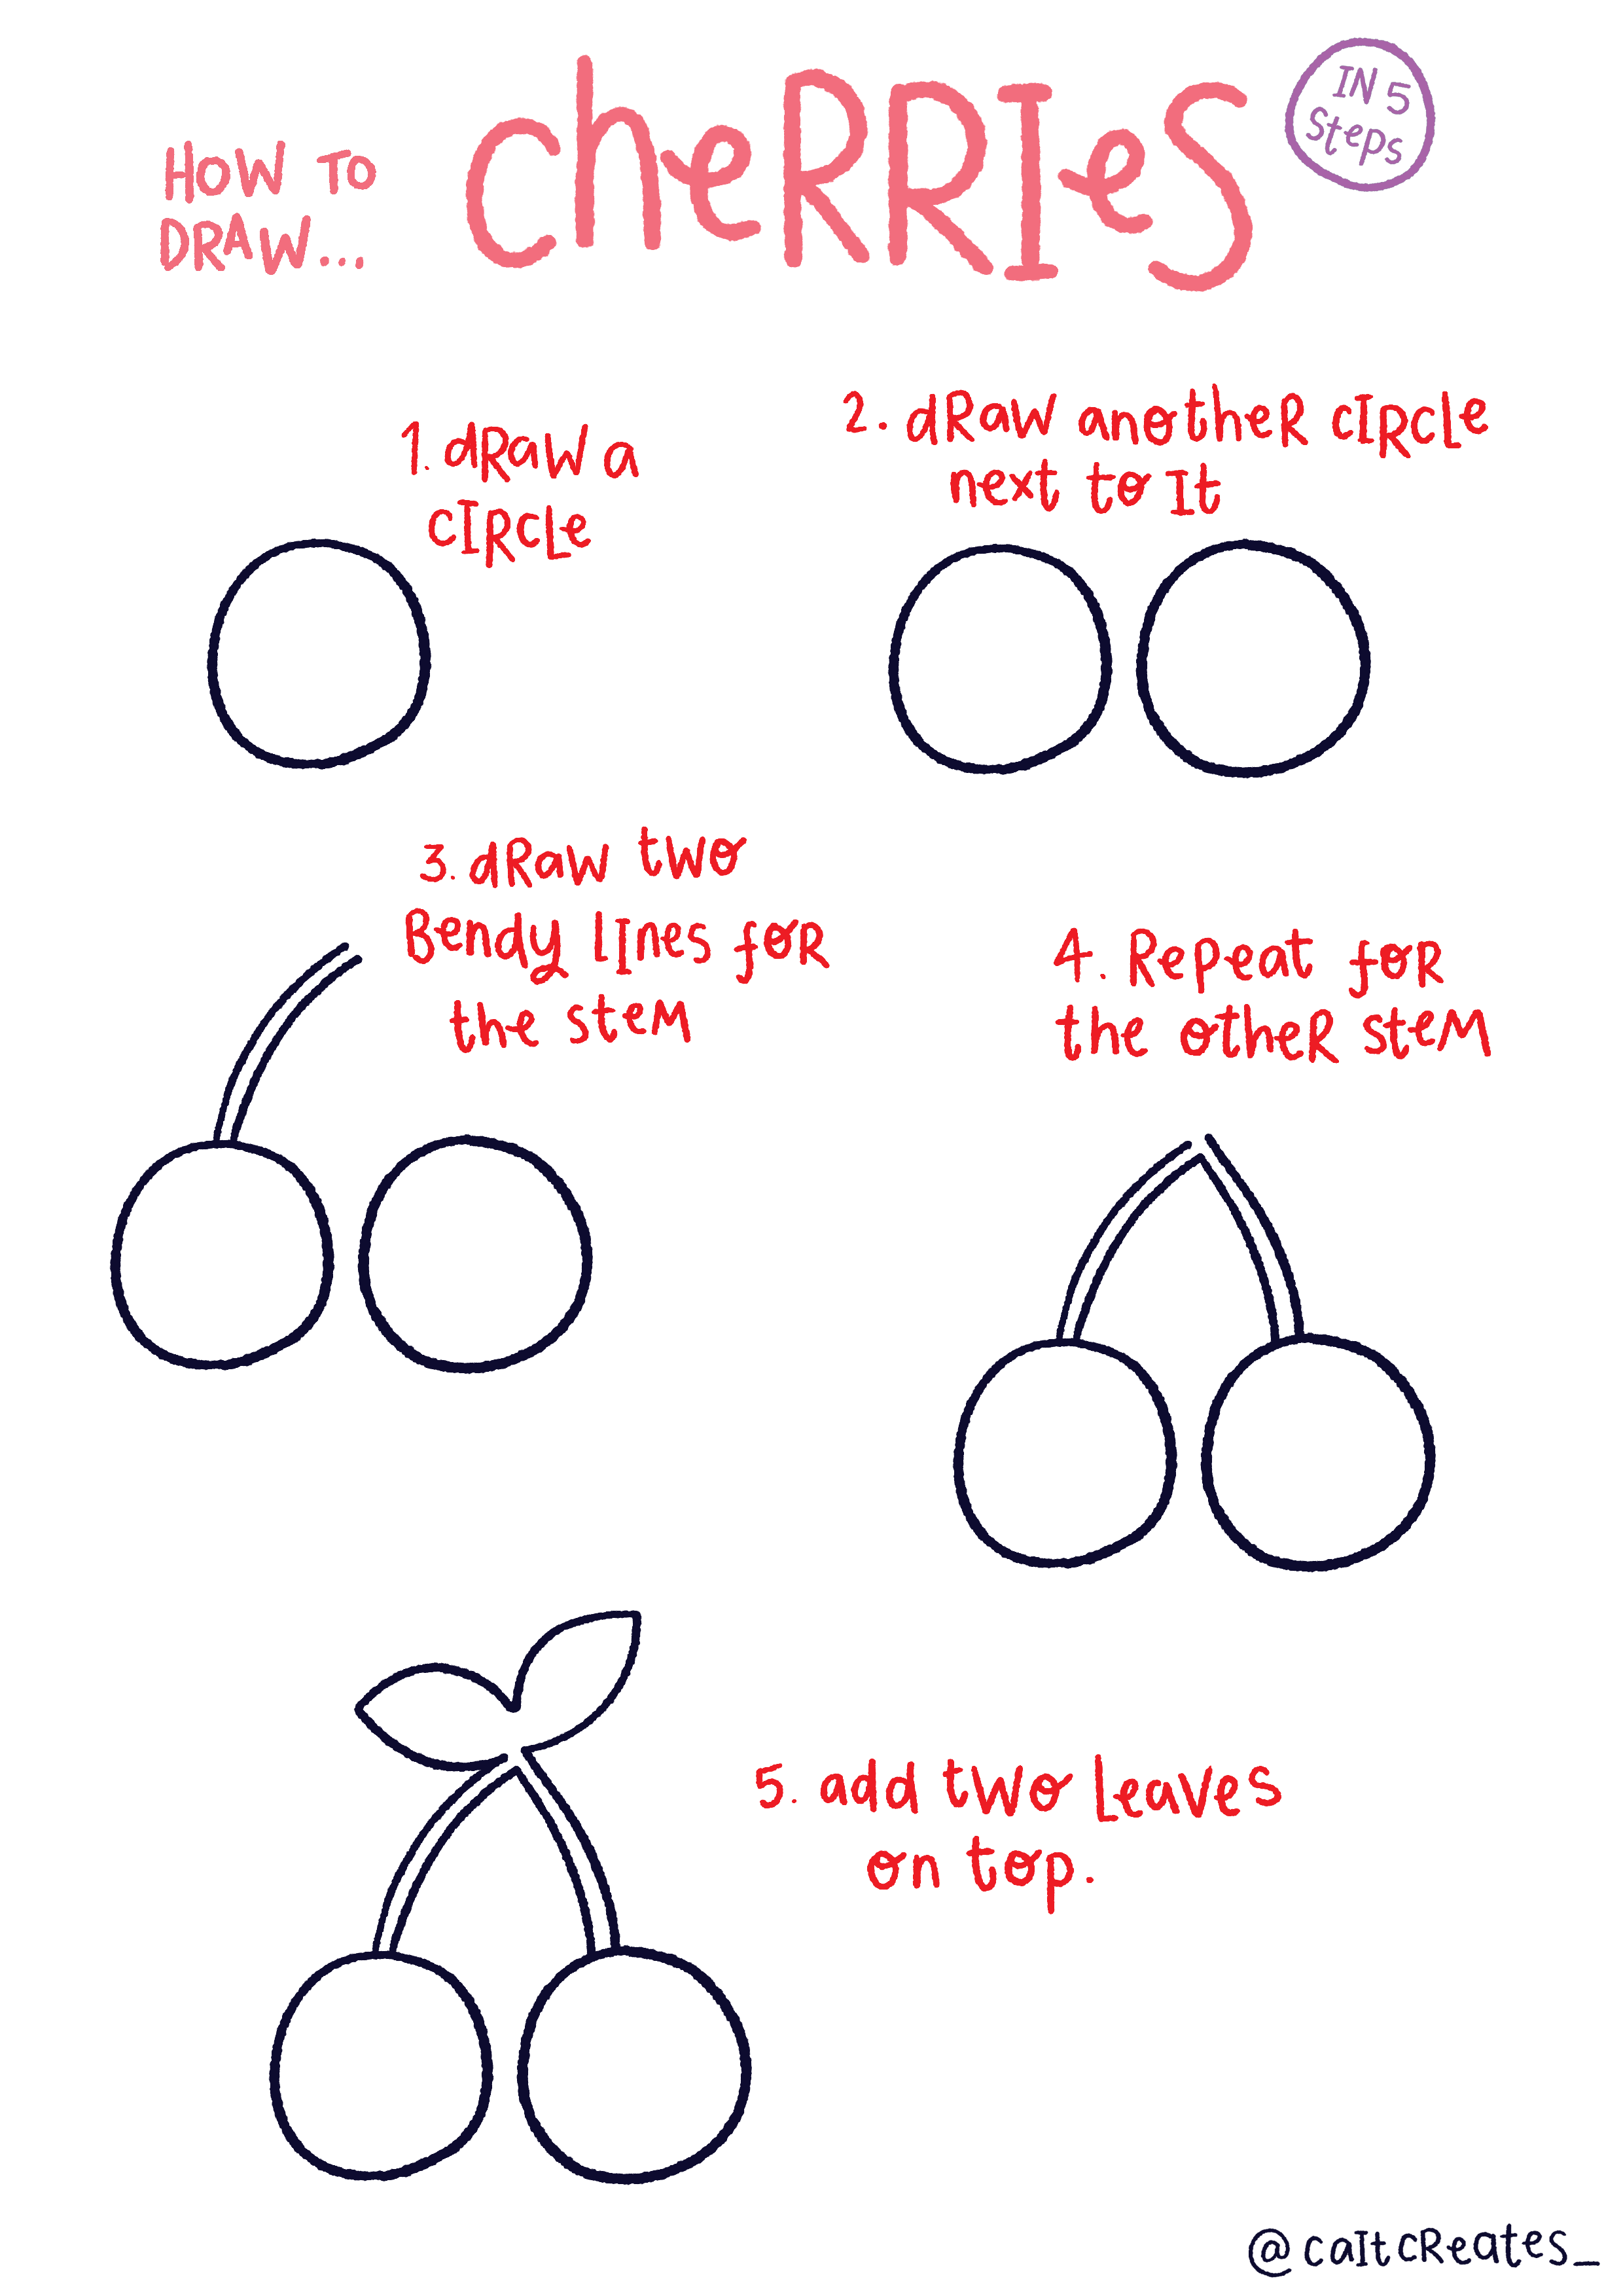 HOW TO
DRAW...
cheRRIes
IN 5
Steps
1. dRaw a
cIRcLe
2. dRaw anotheR cIRcLe
next to It
3. dRaw two
Bendy LInes foR
the steM
4. Repeat foR
the otheR steM
5. add two Leaves
on top.
@caItcReates_